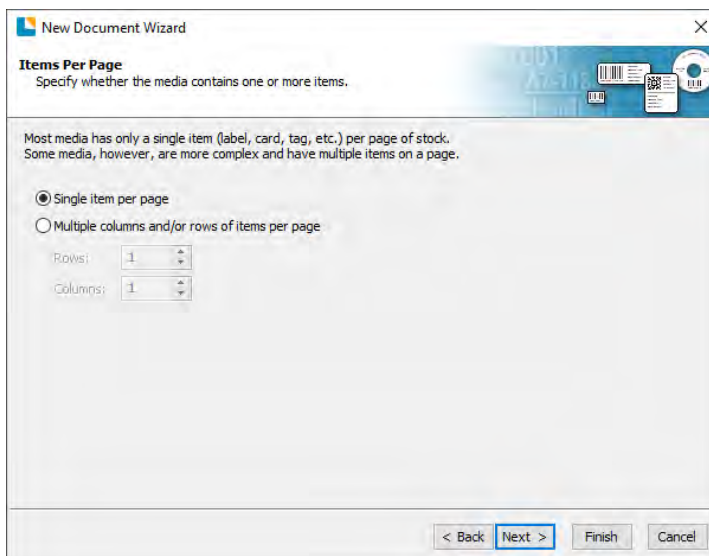 New Document Wizard
Items Per Page
Specify whether the media contains one or more items.
Most media has only a single item (label, card, tag, etc.) per page of stock.
Some media, however, are more complex and have multiple items on a page.
Single item per page
Multiple columns and/or rows of items per page
Rows: 1
Columns: 1
< Back Next > Finish Cancel